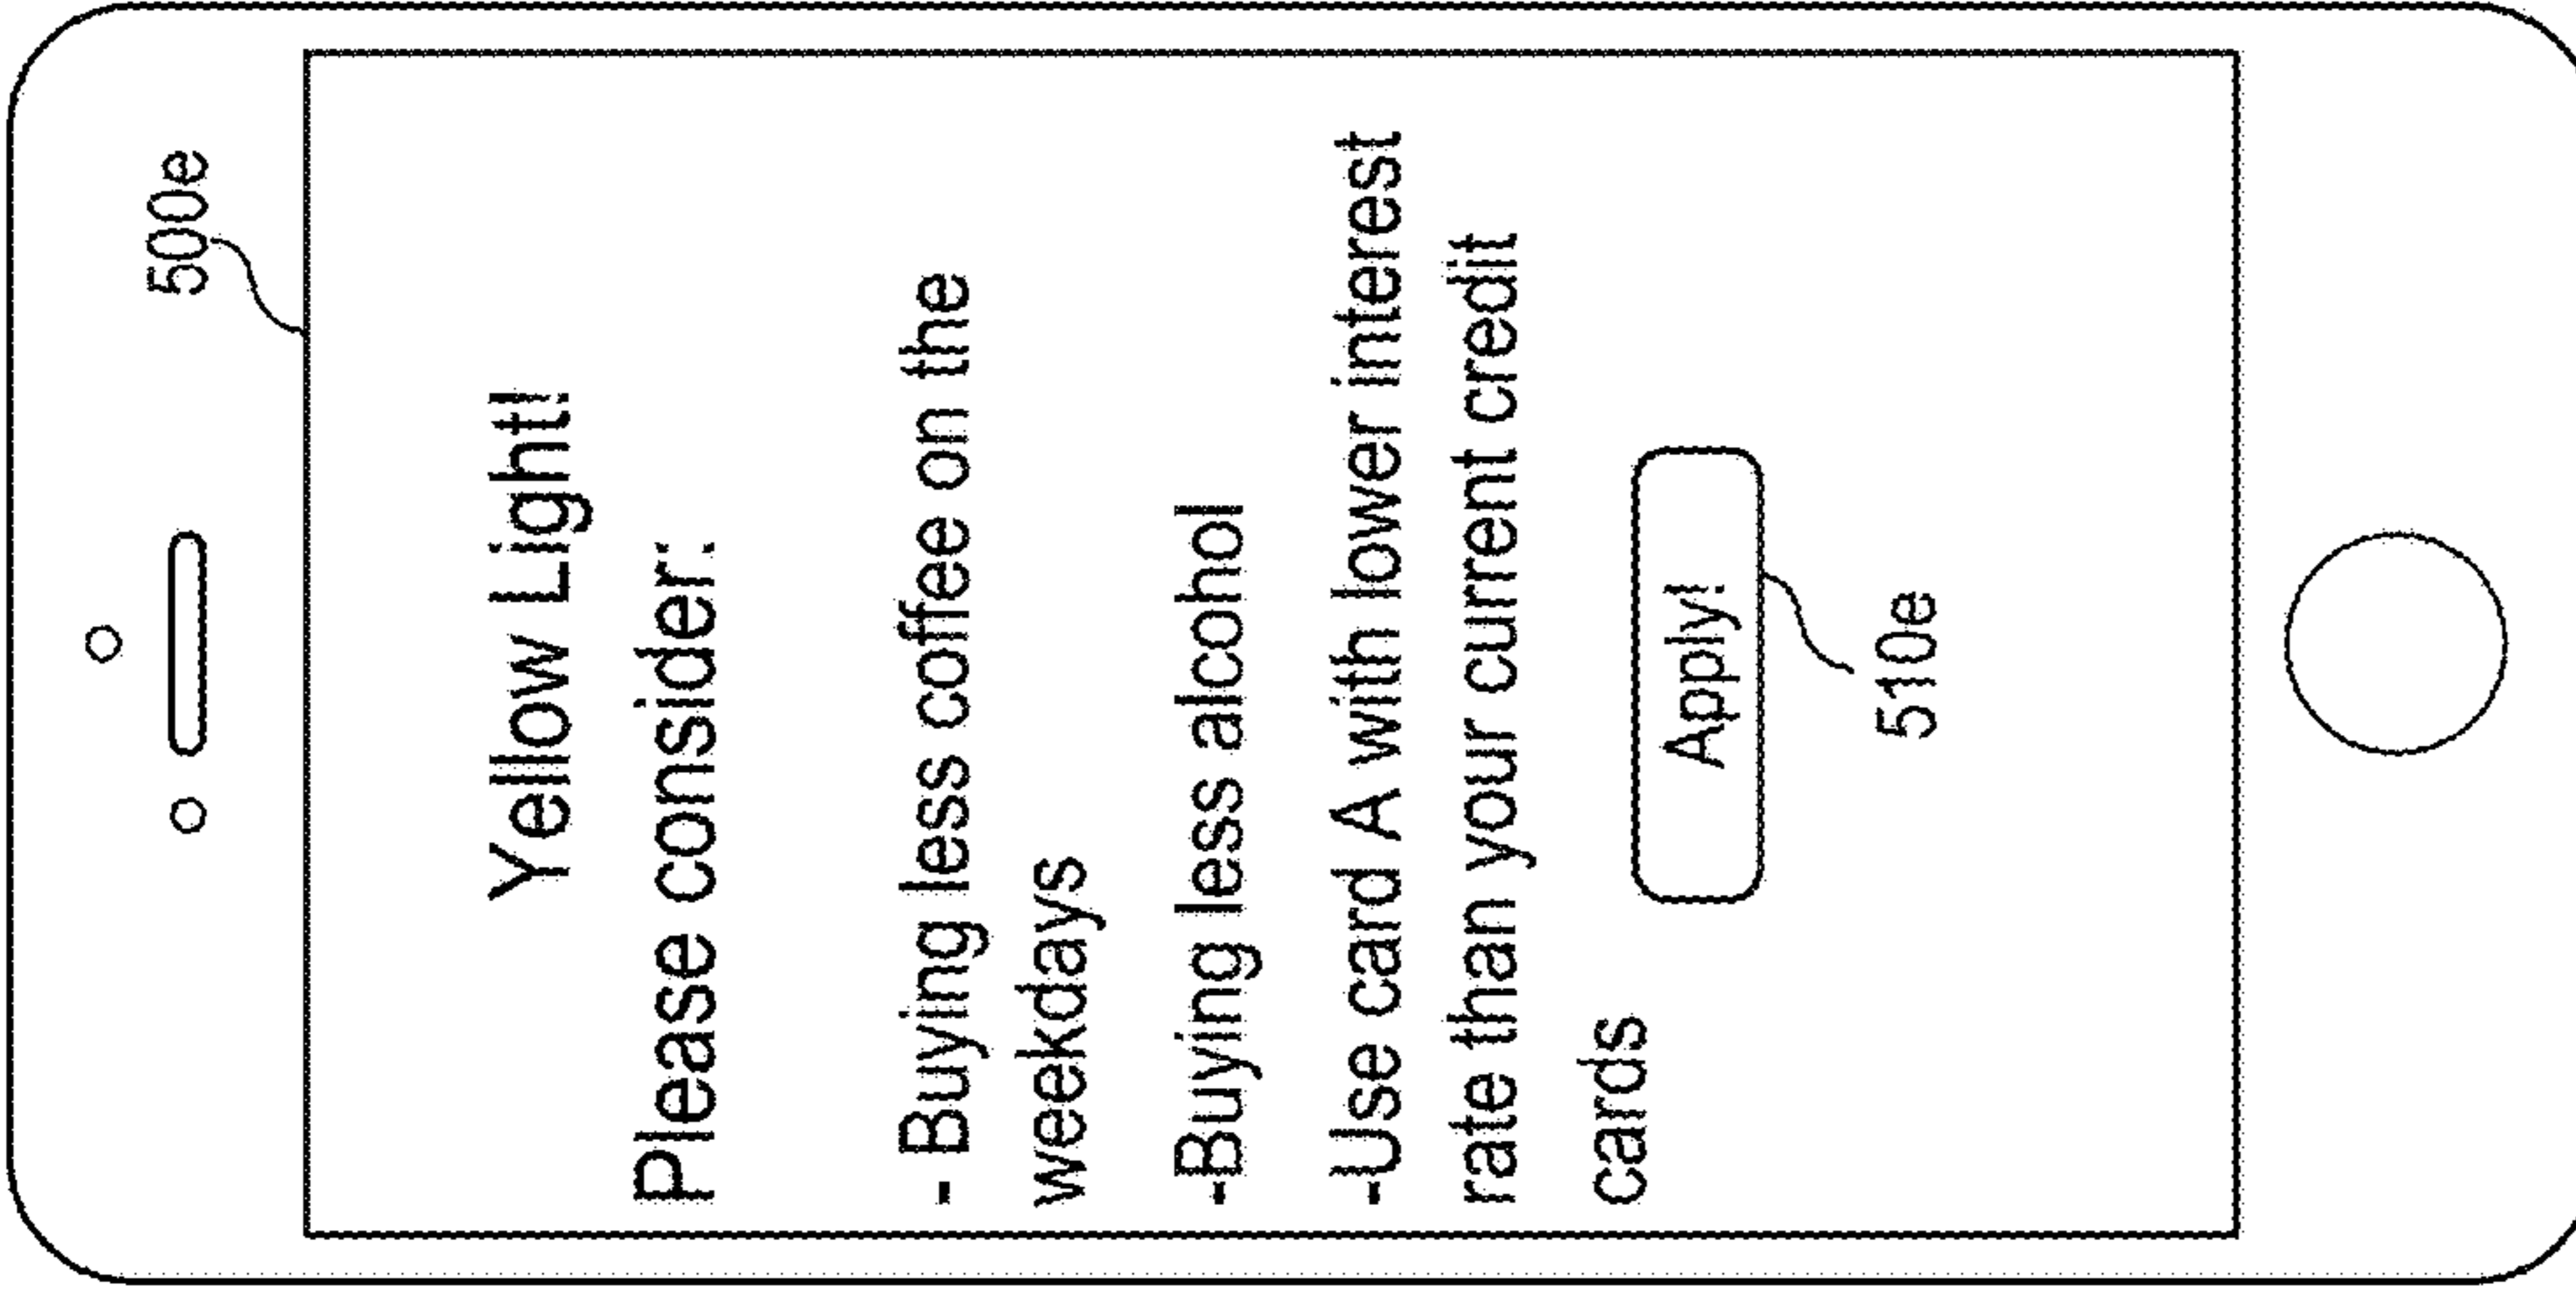 500e
Yellow Light!
Please consider:
- Buying less coffee on the
weekdays
-Buying less alcohol
-Use card A with lower interest
rate than your current credit
cards
Apply!
510e